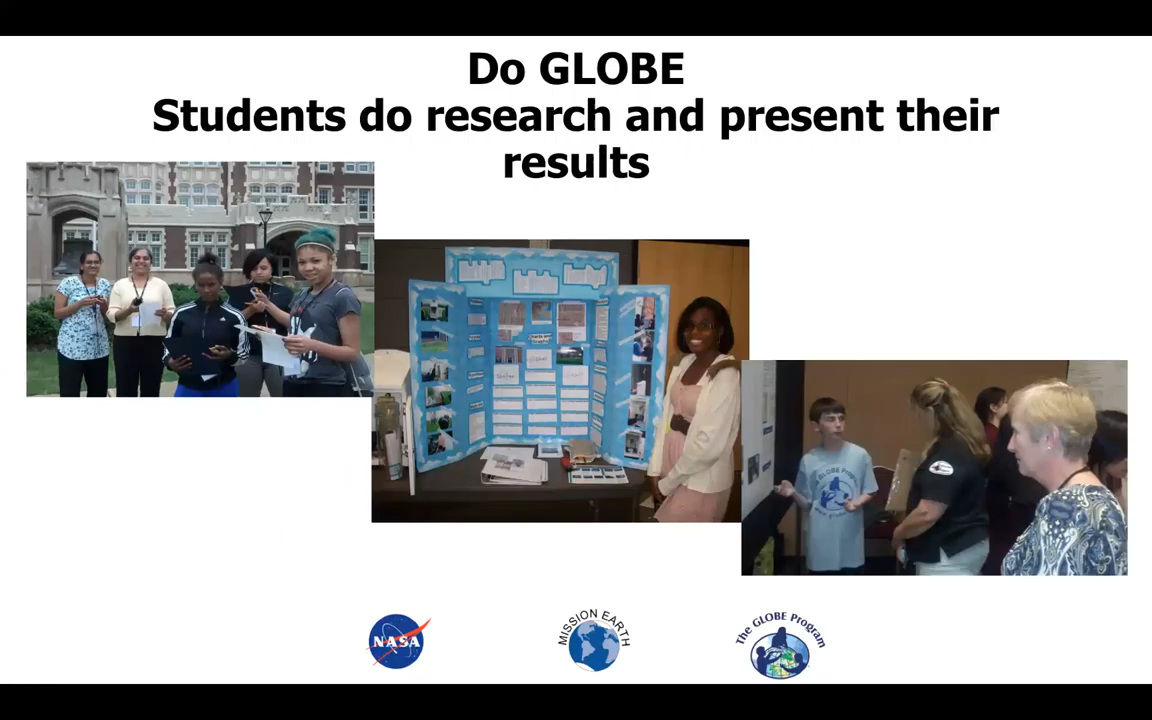 Do GLOBE
Students do research and present their
results
NASA
MISSION EARTH
The GLOBE Program